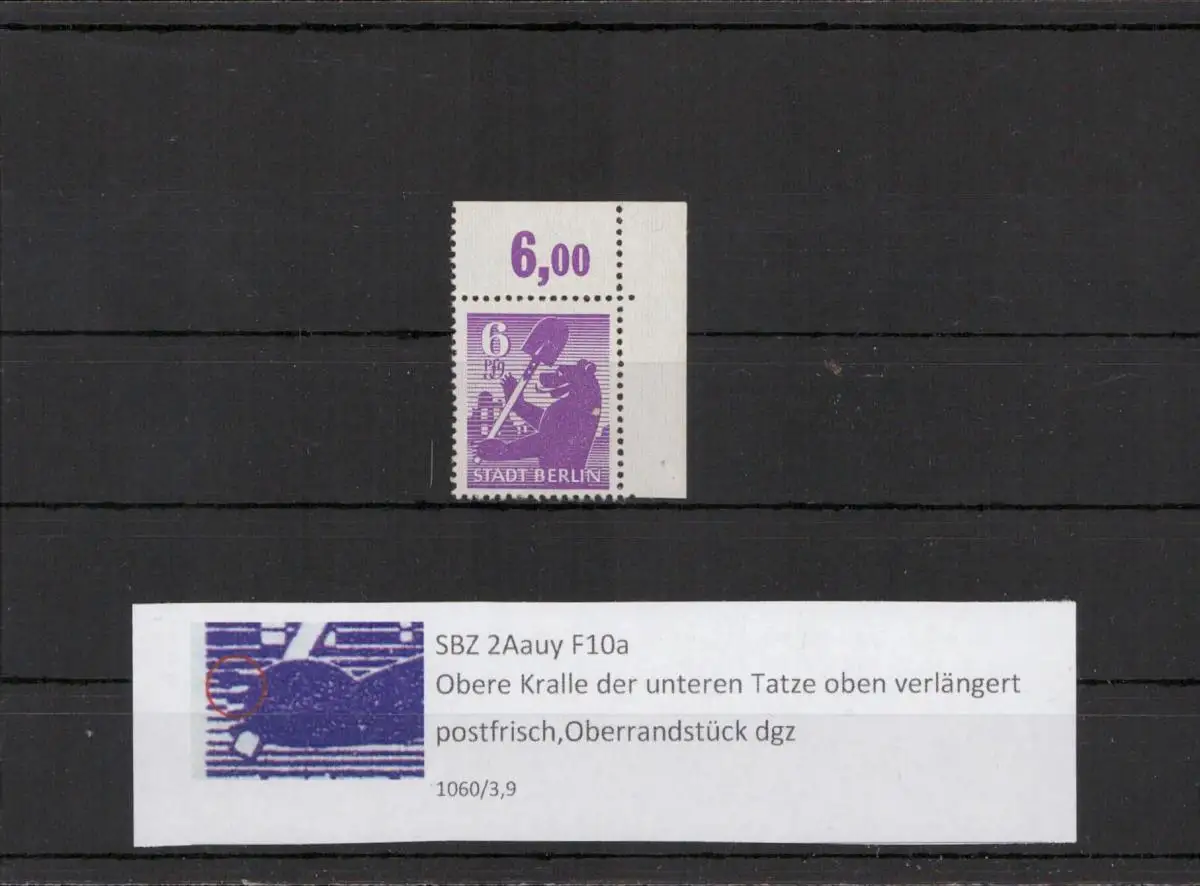 6,00
6
Pfg
STADT BERLIN
SBZ 2Aauy F10a
Obere Kralle der unteren Tatze oben verlängert
postfrisch,Oberrandstück dgz
1060/3,9